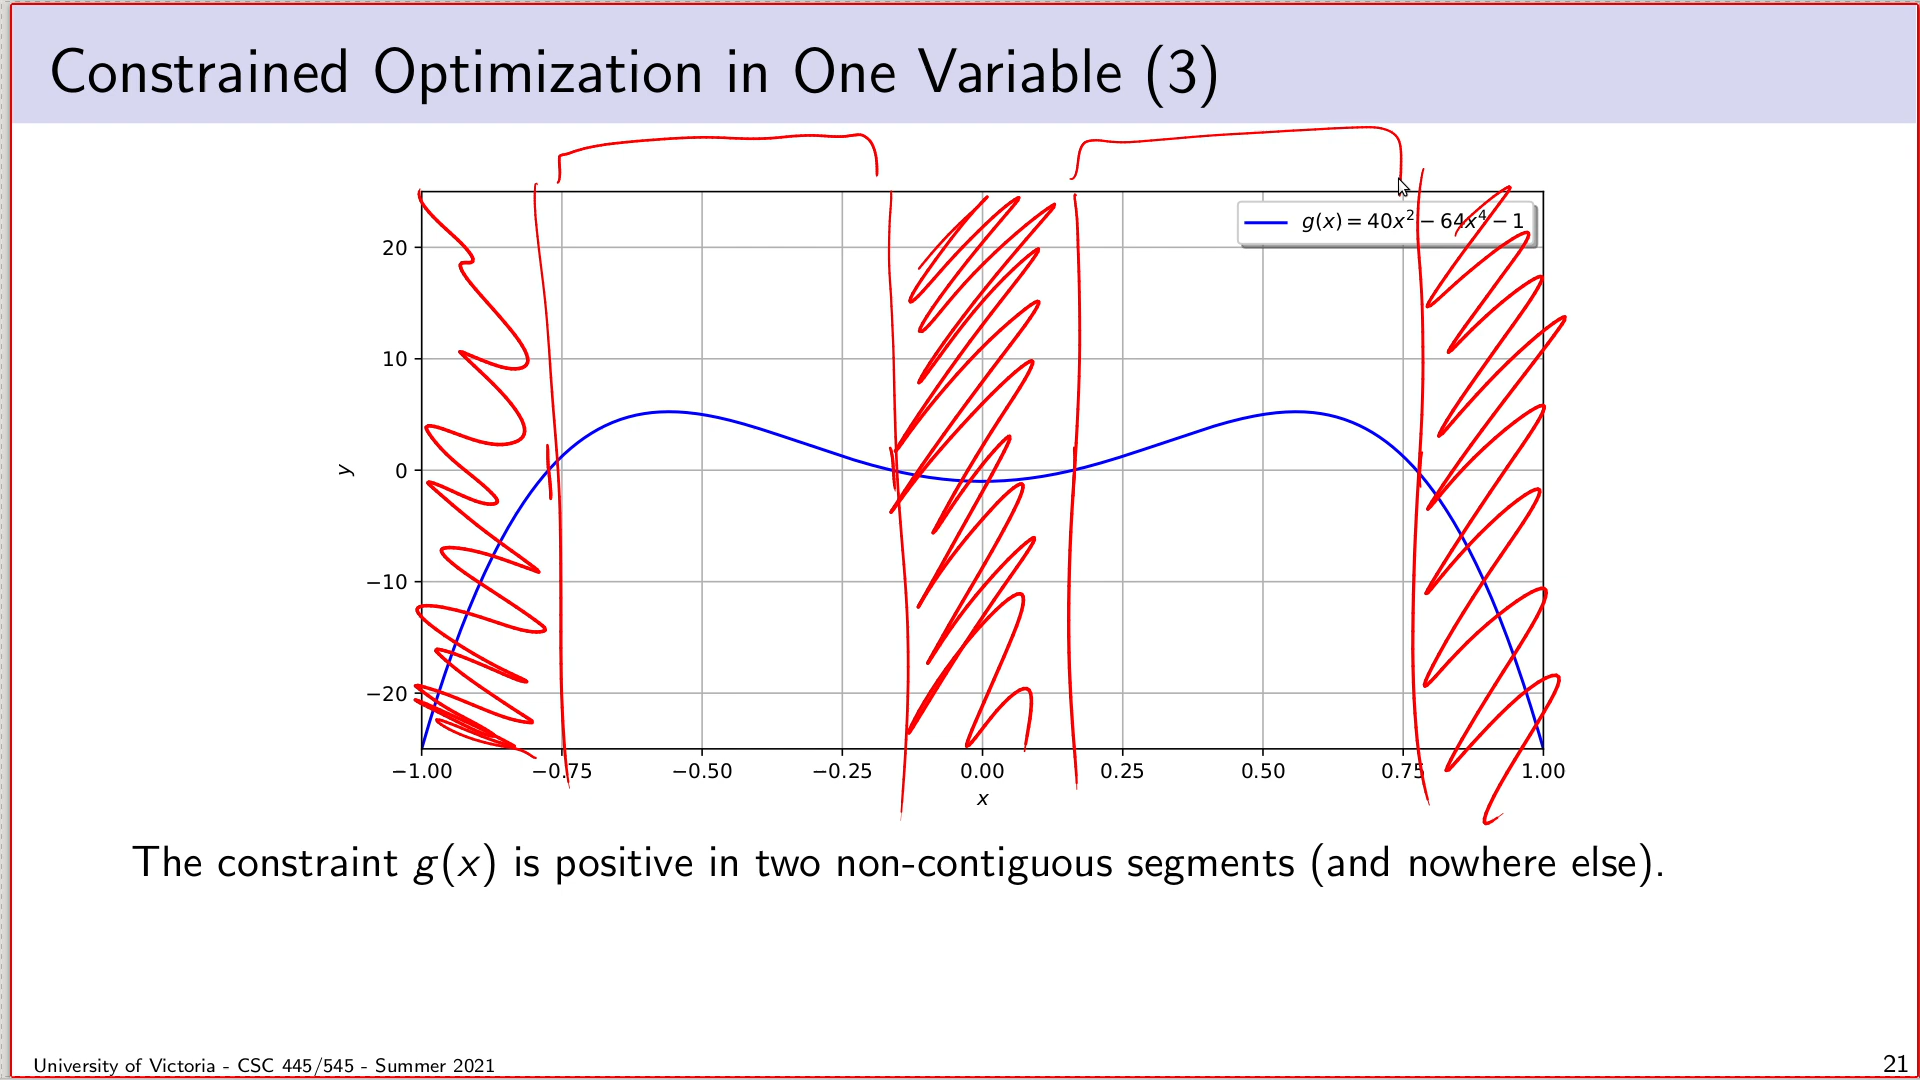 Constrained Optimization in One Variable (3)
g(x) = 40x² − 64x⁴ − 1
20
10
0
−10
−20
y
−1.00 −0.75 −0.50 −0.25 0.00 0.25 0.50 0.75 1.00
x
The constraint g(x) is positive in two non-contiguous segments (and nowhere else).
University of Victoria - CSC 445/545 - Summer 2021
21